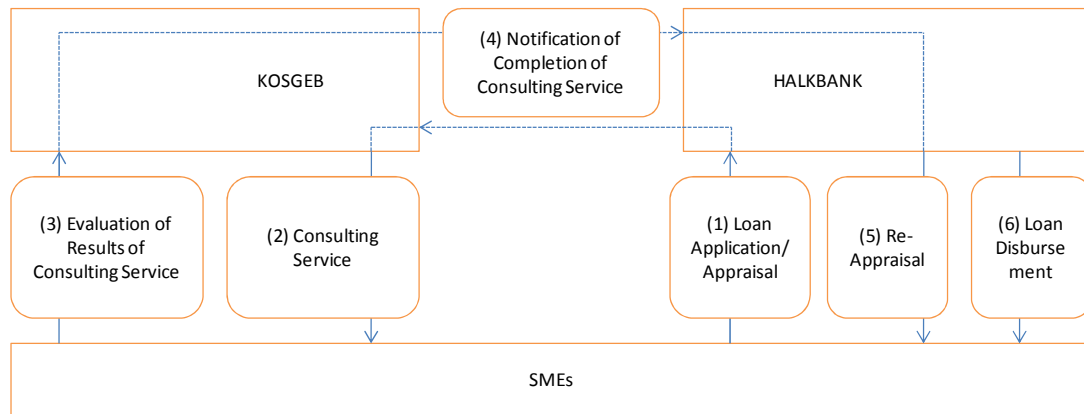 (4) Notification of
Completion of
Consulting Service
KOSGEB
HALKBANK
(3) Evaluation of
Results of
Consulting Service
(2) Consulting
Service
(1) Loan
Application/
Appraisal
(5) Re-
Appraisal
(6) Loan
Disburse
ment
SMEs